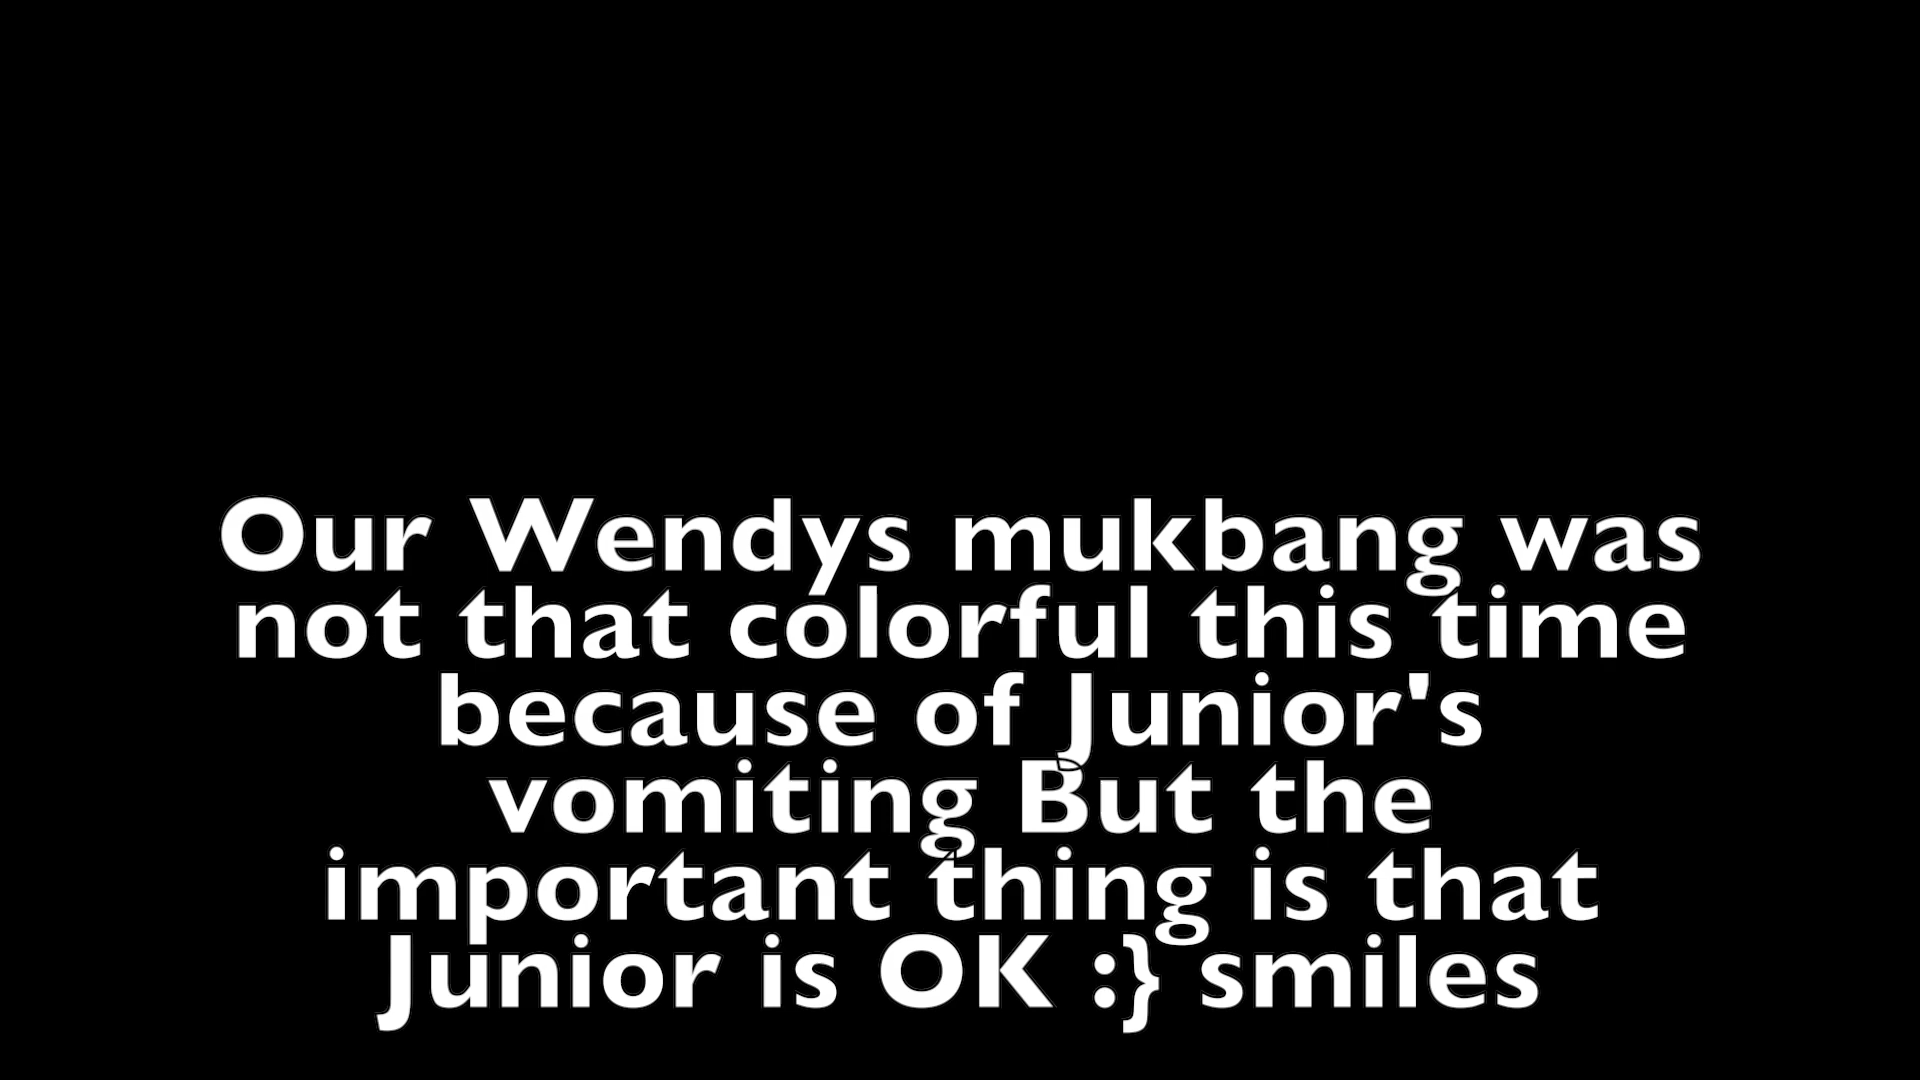 Our Wendys mukbang was
not that colorful this time
because of Junior's
vomiting But the
important thing is that
Junior is OK :} smiles